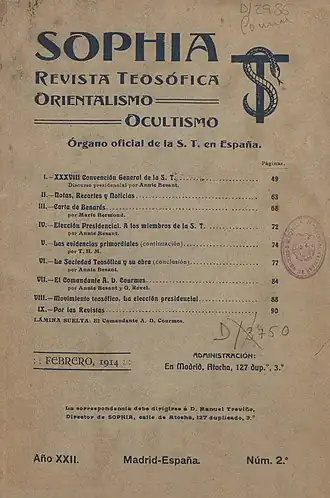 D/2985
SOPHIA
REVISTA TEOSÓFICA
ORIENTALISMO
OCULTISMO
Órgano oficial de la S. T. en España.
Páginas.
I.—XXXVIII Convención General de la S. T. 49
Discurso presidencial por Annie Besant.
II.—Notas, Recortes y Noticias 63
III.—Carta de Benarés 68
por Marie Bermond.
IV.—Elección Presidencial. A los miembros de la S. T. 72
por Annie Besant.
V.—Las evidencias primordiales (continuación) 74
por T. H. M.
VI.—La Sociedad Teosófica y su obra (conclusión) 77
por Annie Besant.
VII.—El Comandante A. D. Courmes. 84
por Annie Besant y G. Revel.
VIII.—Movimiento teosófico. La elección presidencial 88
IX.—Por las Revistas 90
LÁMINA SUELTA: El Comandante A. D. Courmes.
D/3750
:: FEBRERO, 1914 ::
ADMINISTRACIÓN:
En Madrid, Atocha, 127 dup.º, 3.º
La correspondencia debe dirigirse á D. Manuel Treviño,
Director de SOPHIA, calle de Atocha, 127 duplicado, 3.º
Año XXII. Madrid-España. Núm. 2.º